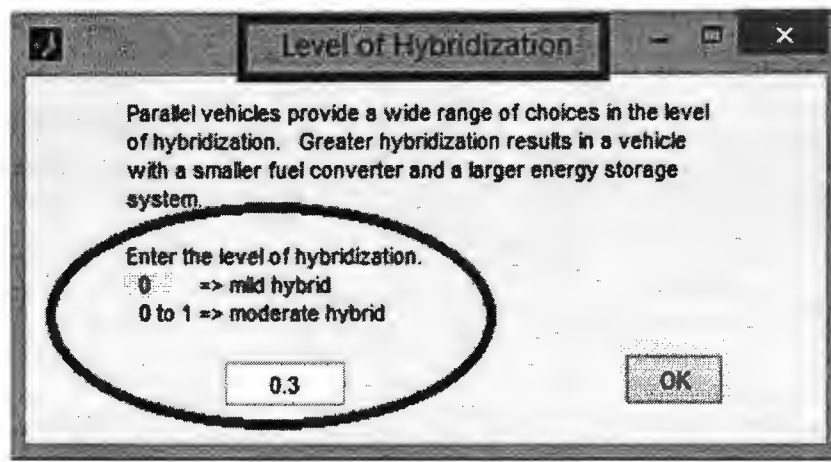 Level of Hybridization
Parallel vehicles provide a wide range of choices in the level
of hybridization. Greater hybridization results in a vehicle
with a smaller fuel converter and a larger energy storage
system.
Enter the level of hybridization.
0 => mild hybrid
0 to 1 => moderate hybrid
0.3
OK